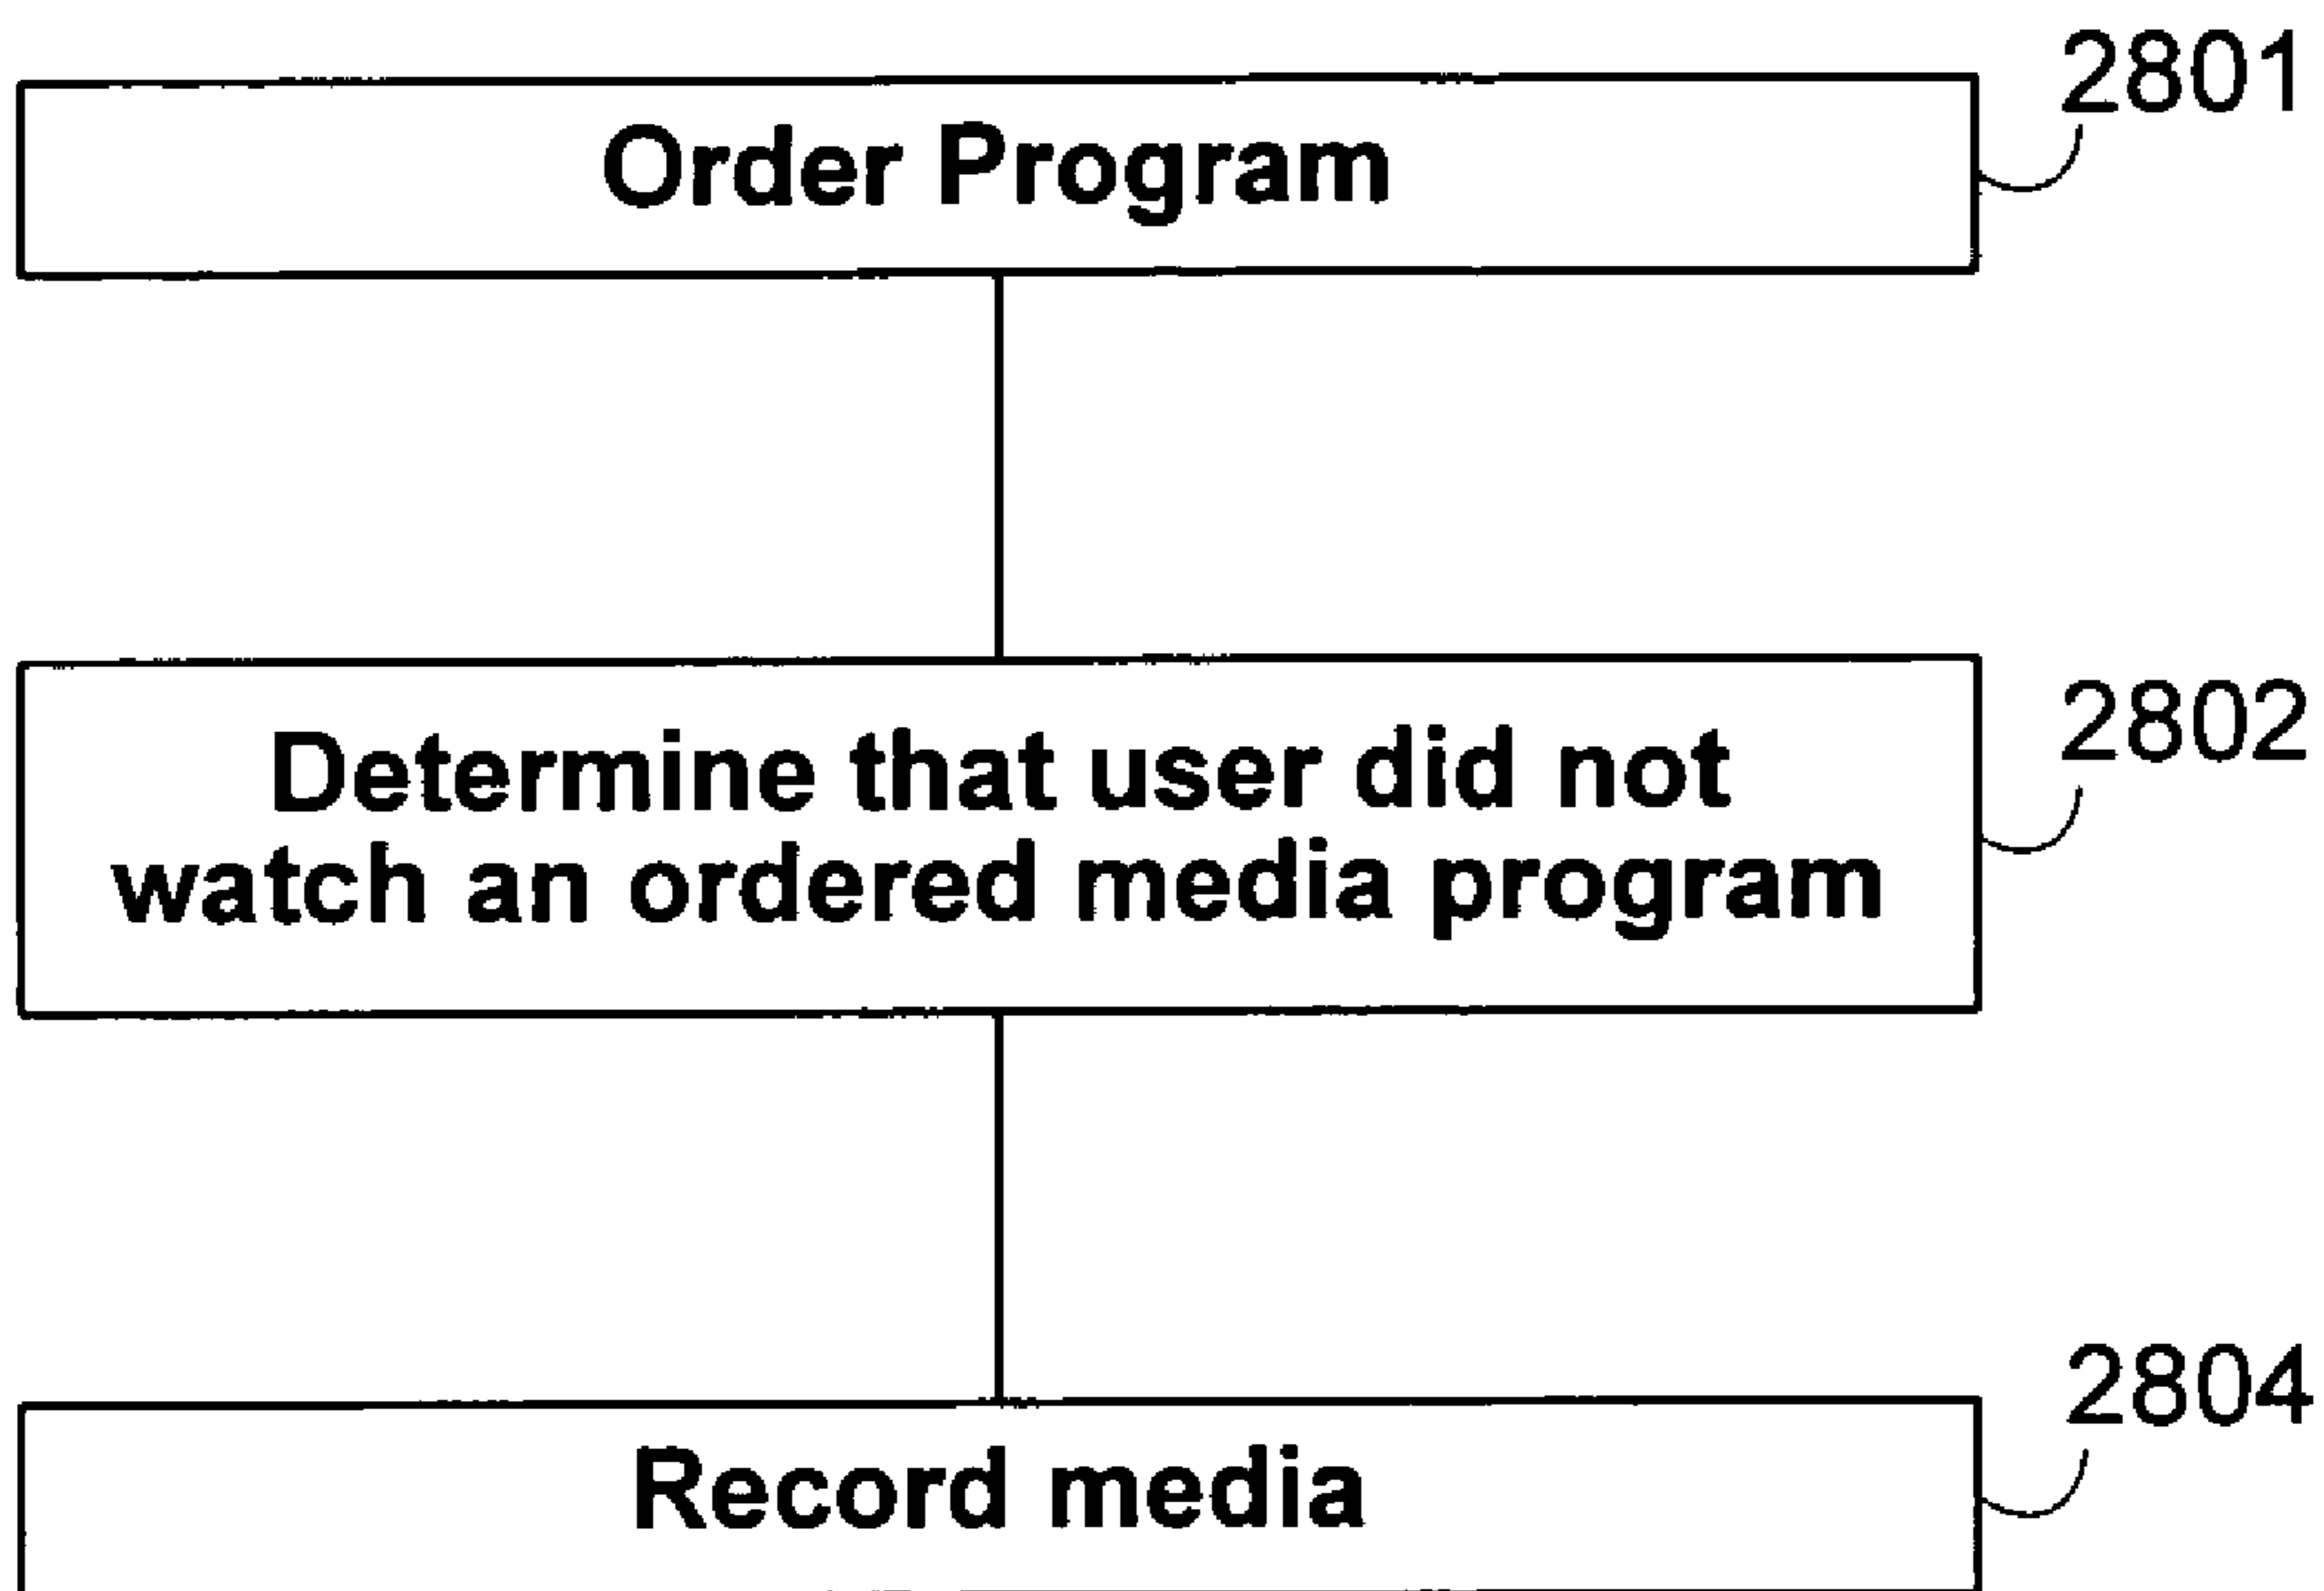 2801
Order Program
2802
Determine that user did not
watch an ordered media program
2804
Record media